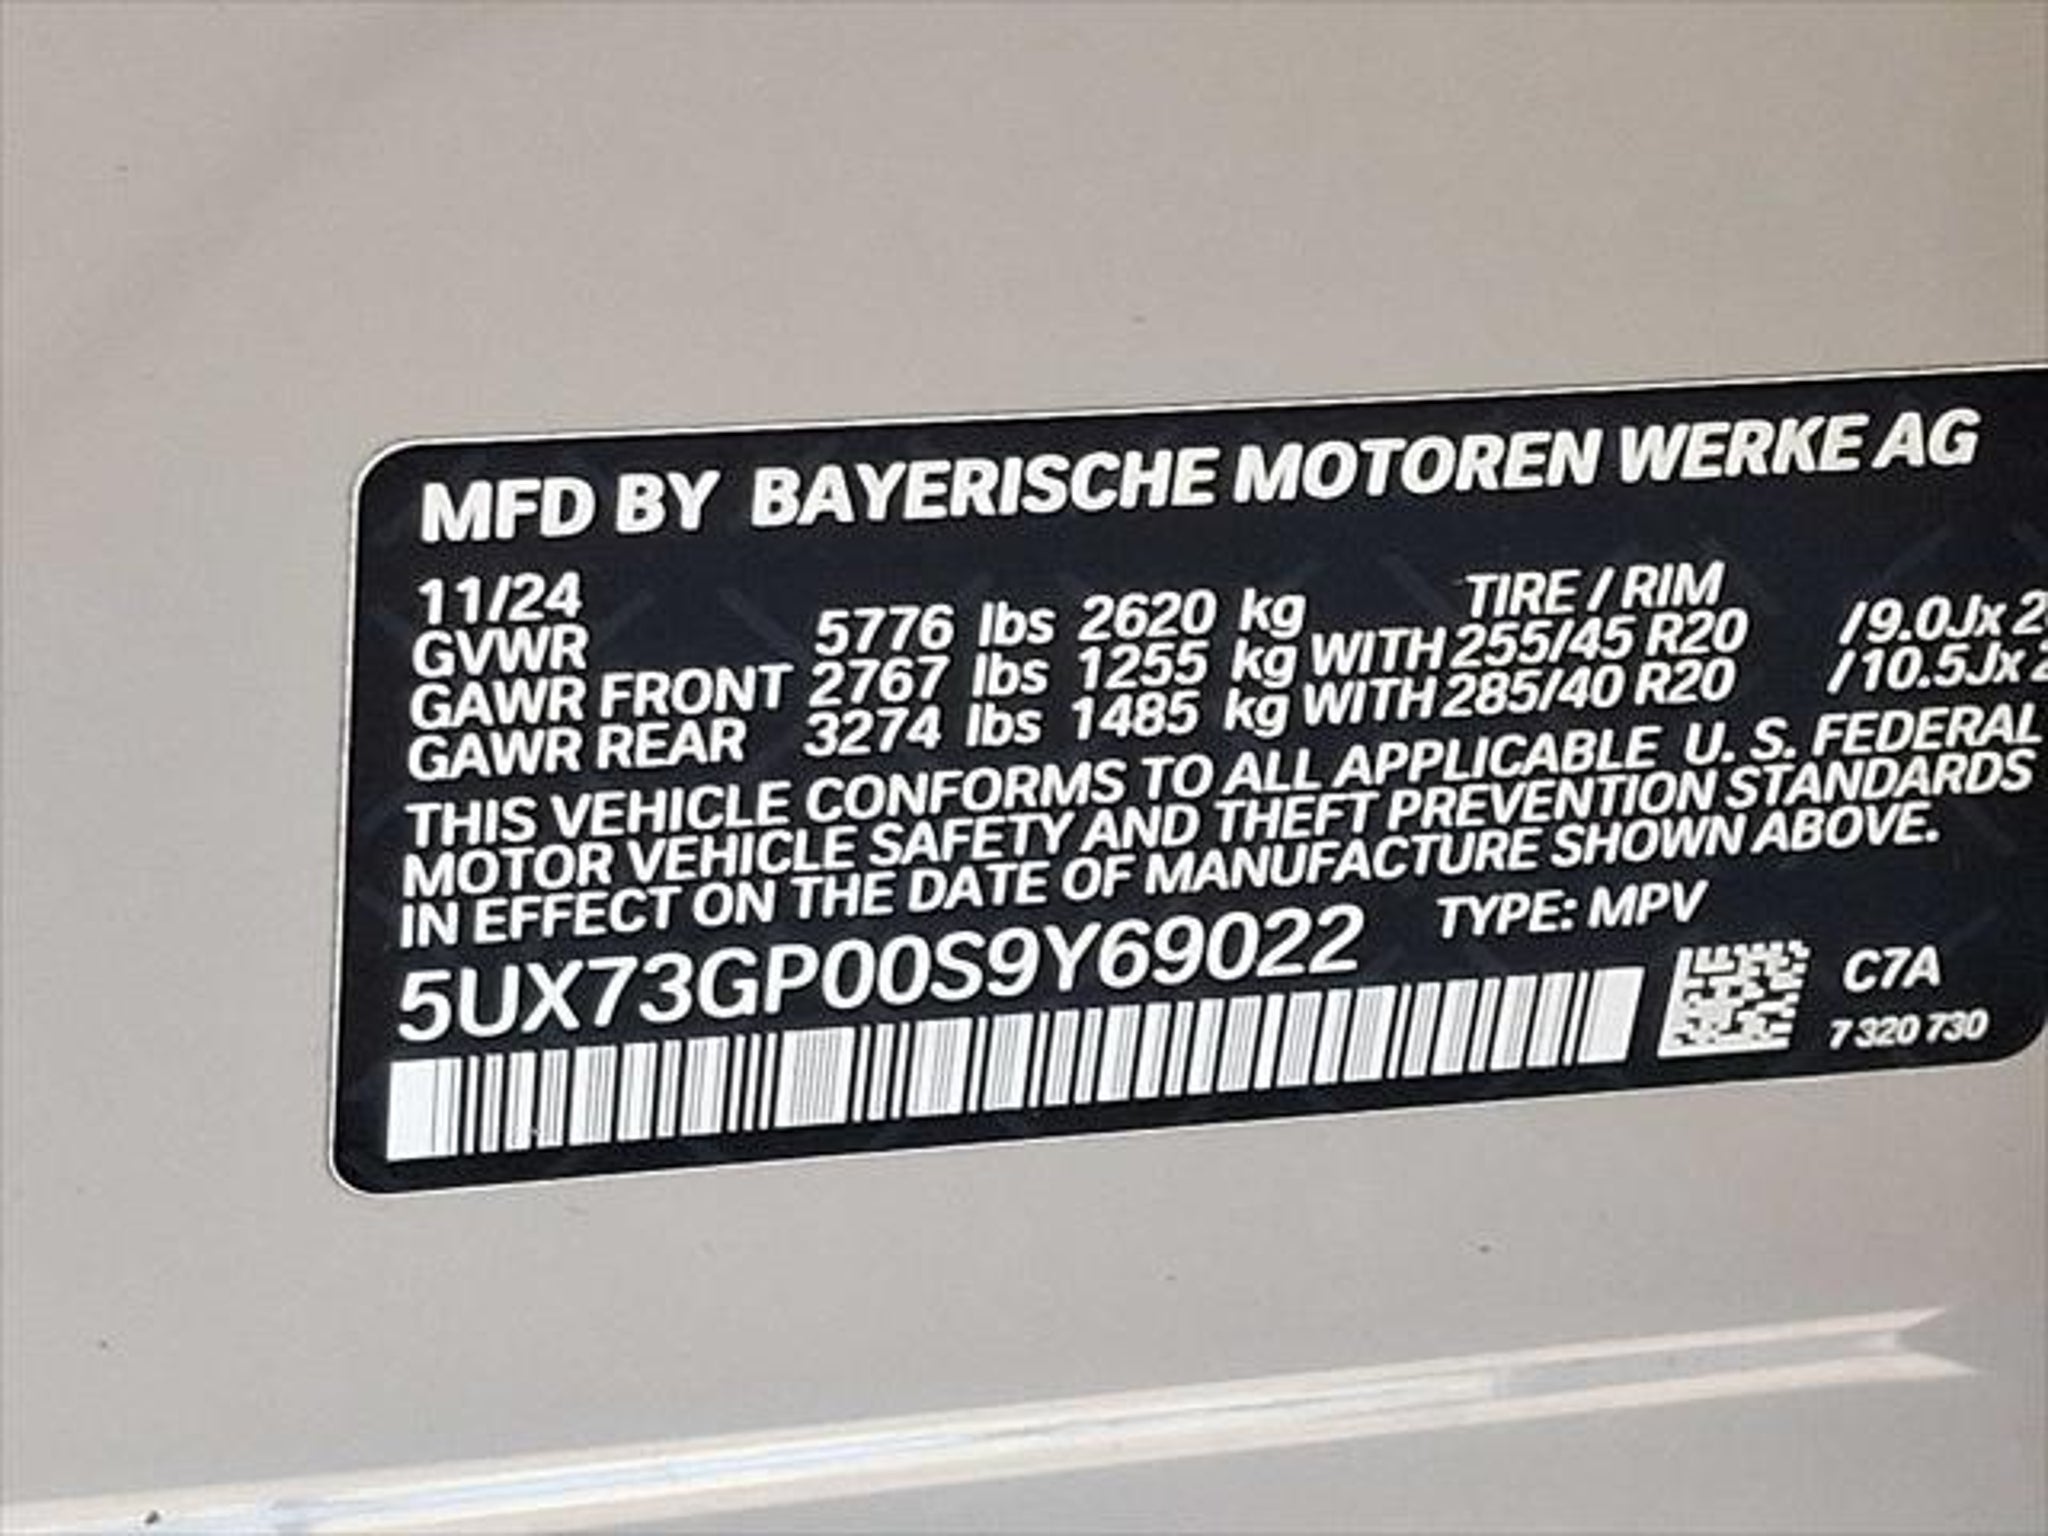 MFD BY BAYERISCHE MOTOREN WERKE AG
11/24 TIRE / RIM
GVWR 5776 lbs 2620 kg
GAWR FRONT 2767 lbs 1255 kg WITH 255/45 R20 /9.0Jx
GAWR REAR 3274 lbs 1485 kg WITH 285/40 R20 /10.5Jx
THIS VEHICLE CONFORMS TO ALL APPLICABLE U. S. FEDERAL
MOTOR VEHICLE SAFETY AND THEFT PREVENTION STANDARDS
IN EFFECT ON THE DATE OF MANUFACTURE SHOWN ABOVE.
5UX73GP00S9Y69022 TYPE: MPV
C7A
7 320 730